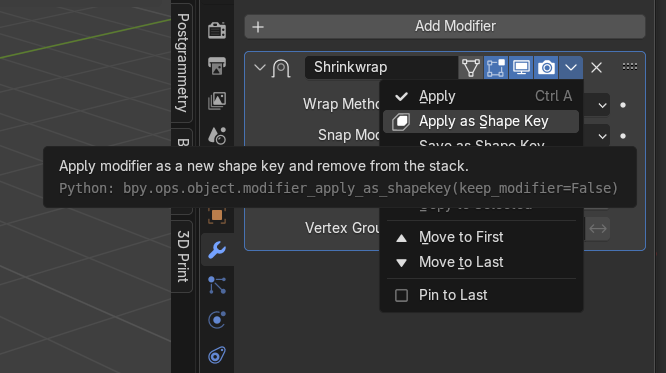 Add Modifier
Postgrammetry
Shrinkwrap
Apply Ctrl A
Wrap Metho
Apply as Shape Key
Snap Mod
Save as Shape Key
B
Apply modifier as a new shape key and remove from the stack.
Python: bpy.ops.object.modifier_apply_as_shapekey(keep_modifier=False)
Copy to Selected
3D Print
Vertex Grou
Move to First
Move to Last
Pin to Last